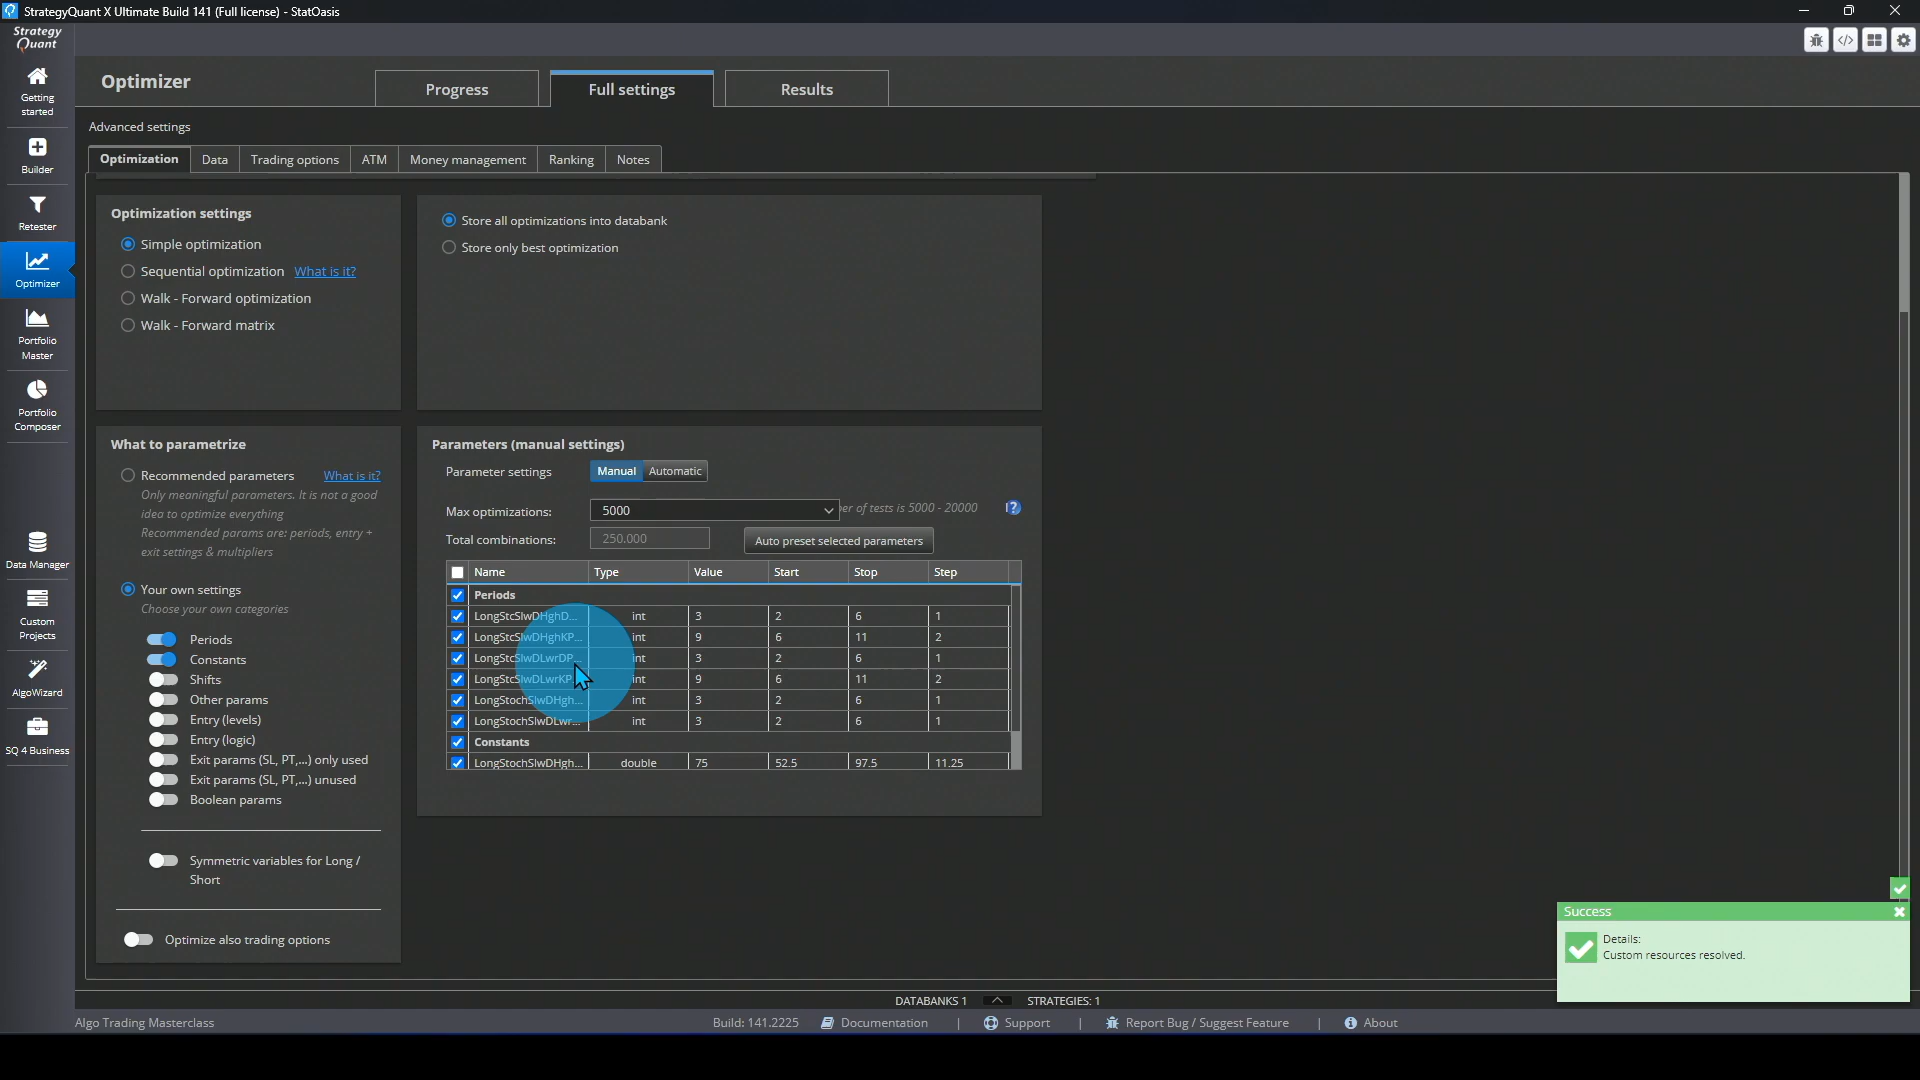 StrategyQuant X Ultimate Build 141 (Full license) - StatOasis
Strategy
Quant
Getting
started
Builder
Retester
Optimizer
Portfolio
Master
Portfolio
Composer
Data Manager
Custom
Projects
AlgoWizard
SQ 4 Business
Optimizer
Progress
Full settings
Results
Advanced settings
Optimization
Data
Trading options
ATM
Money management
Ranking
Notes
Optimization settings
Simple optimization
Sequential optimization What is it?
Walk - Forward optimization
Walk - Forward matrix
Store all optimizations into databank
Store only best optimization
What to parametrize
Recommended parameters What is it?
Only meaningful parameters. It is not a good
idea to optimize everything
Recommended params are: periods, entry +
exit settings & multipliers
Your own settings
Choose your own categories
Periods
Constants
Shifts
Other params
Entry (levels)
Entry (logic)
Exit params (SL, PT,...) only used
Exit params (SL, PT,...) unused
Boolean params
Symmetric variables for Long /
Short
Optimize also trading options
Parameters (manual settings)
Parameter settings Manual Automatic
Max optimizations: 5000 of tests is 5000 - 20000 ?
Total combinations: 250.000 Auto preset selected parameters
Name Type Value Start Stop Step
Periods
LongStcSlwDHghD... int 3 2 6 1
LongStcSlwDHghKP... int 9 6 11 2
LongStcSlwDLwrDP... int 3 2 6 1
LongStcSlwDLwrKP... int 9 6 11 2
LongStochSlwDHgh... int 3 2 6 1
LongStochSlwDLwr... int 3 2 6 1
Constants
LongStochSlwDHgh... double 75 52.5 97.5 11.25
Success
Details:
Custom resources resolved.
DATABANKS 1 STRATEGIES: 1
Algo Trading Masterclass Build: 141.2225 Documentation | Support | Report Bug / Suggest Feature | About